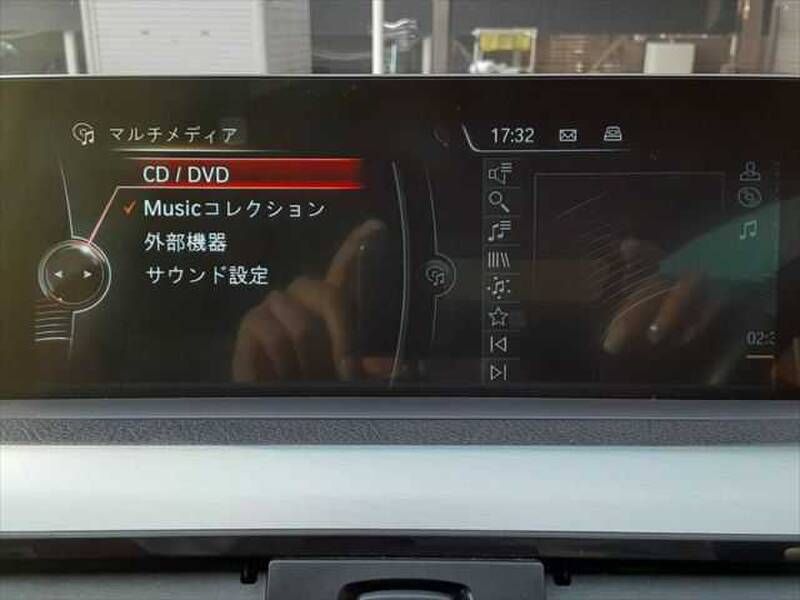 マルチメディア
17:32
CD / DVD
Musicコレクション
外部機器
サウンド設定